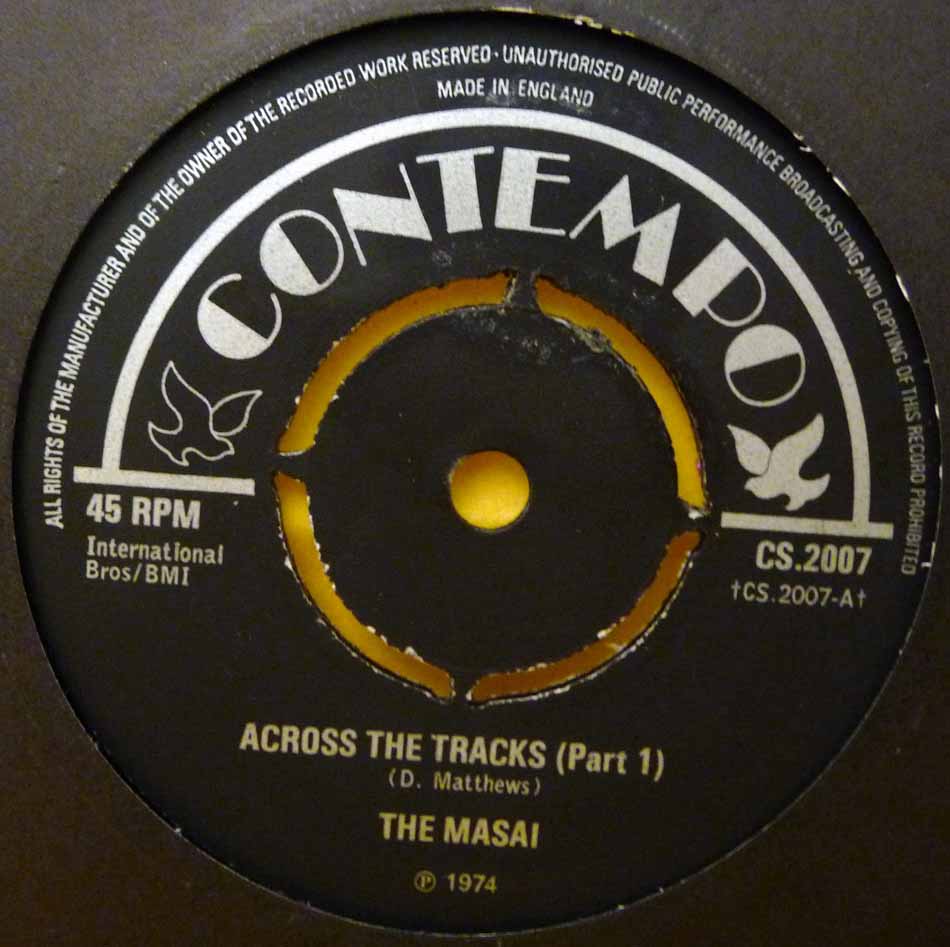 ALL RIGHTS OF THE MANUFACTURER AND OF THE OWNER OF THE RECORDED WORK RESERVED · UNAUTHORISED PUBLIC PERFORMANCE BROADCASTING AND COPYING OF THIS RECORD PROHIBITED
MADE IN ENGLAND
CONTEMPO
45 RPM
International
Bros/BMI
CS.2007
†CS.2007-A†
ACROSS THE TRACKS (Part 1)
(D. Matthews)
THE MASAI
℗ 1974